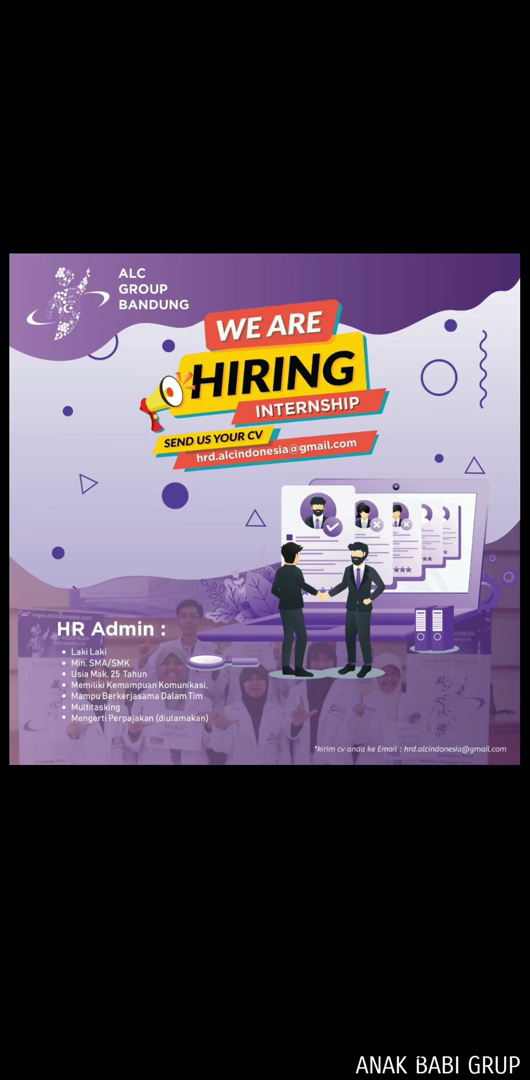 ALC
GROUP
BANDUNG
WE ARE
HIRING
INTERNSHIP
SEND US YOUR CV
hrd.alcindonesia@gmail.com
HR Admin :
• Laki Laki
• Min. SMA/SMK
• Usia Mak. 25 Tahun
• Memiliki Kemampuan Komunikasi.
• Mampu Berkerjasama Dalam Tim
• Multitasking
• Mengerti Perpajakan (diutamakan)
*kirim cv anda ke Email : hrd.alcindonesia@gmail.com
ANAK BABI GRUP